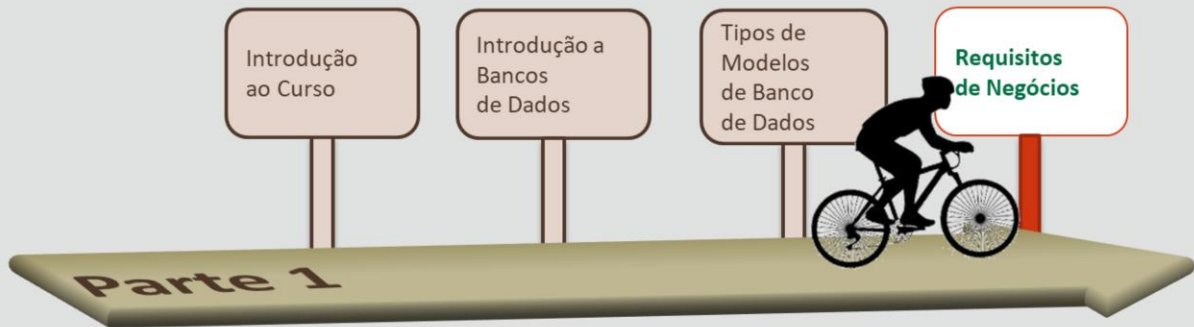 Introdução
ao Curso
Introdução a
Bancos
de Dados
Tipos de
Modelos
de Banco
de Dados
Requisitos
de Negócios
Parte 1